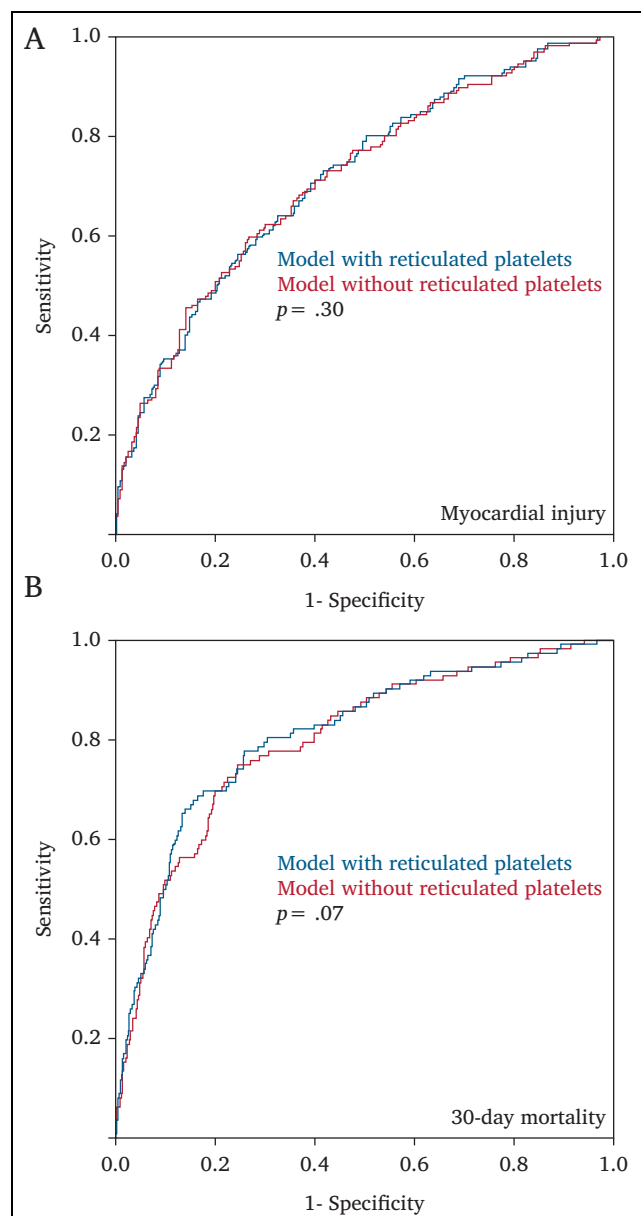 A
1.0
0.8
0.6
0.4
0.2
Sensitivity
Model with reticulated platelets
Model without reticulated platelets
p = .30
Myocardial injury
0.0 0.2 0.4 0.6 0.8 1.0
1- Specificity
B
1.0
0.8
0.6
0.4
0.2
Sensitivity
Model with reticulated platelets
Model without reticulated platelets
p = .07
30-day mortality
0.0 0.2 0.4 0.6 0.8 1.0
1- Specificity